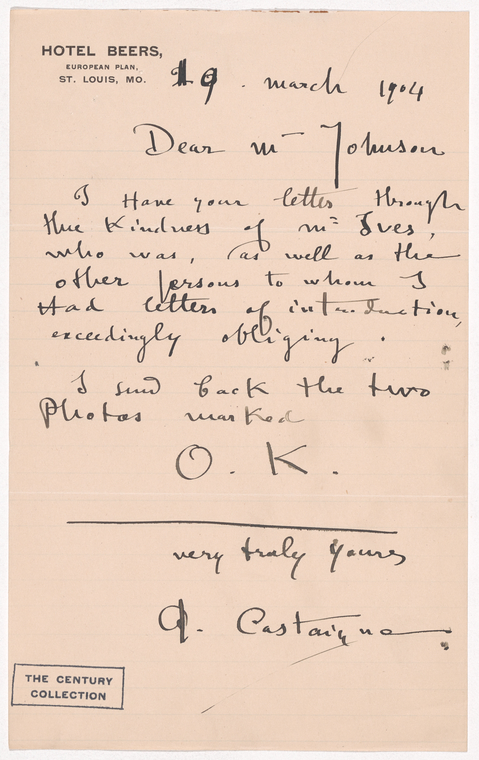 HOTEL BEERS,
EUROPEAN PLAN,
ST. LOUIS, MO.
19. march 1904
Dear Mr Johnson
I Have your letter through
the Kindness of Mr Ives,
who was, as well as the
other persons to whom I
Had letters of introduction,
exceedingly obliging.
I send back the two
Photos marked
O. K.
very truly yours
A. Castaigne
THE CENTURY
COLLECTION